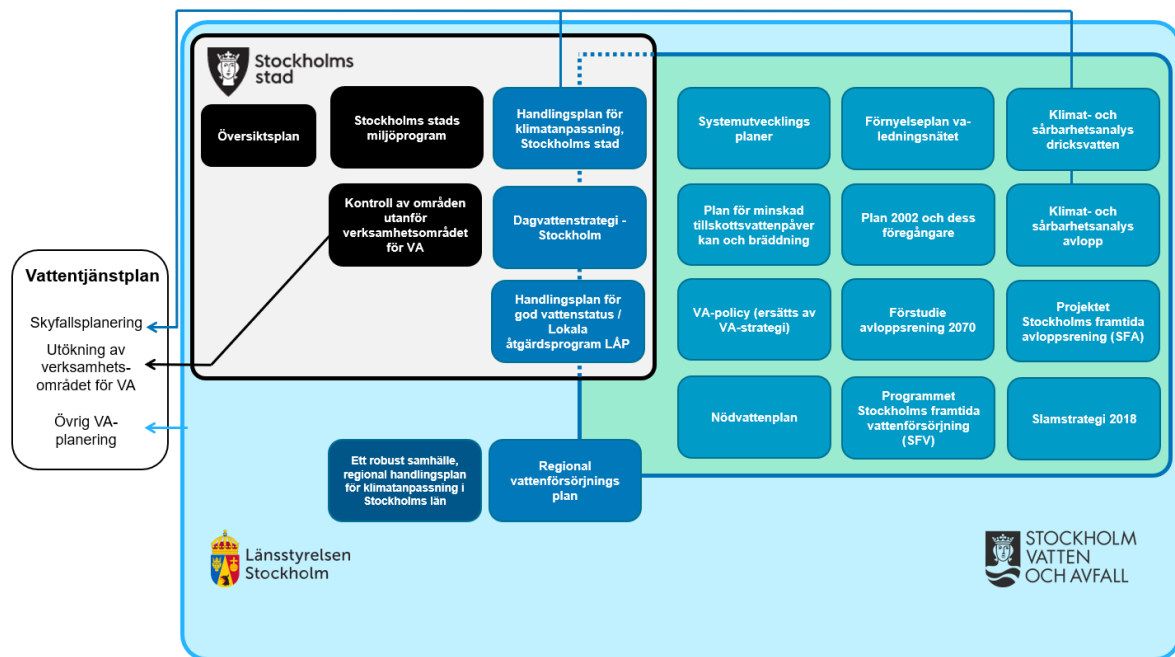 Stockholms
stad
Översiktsplan
Stockholms stads
miljöprogram
Handlingsplan för
klimatanpassning,
Stockholms stad
Kontroll av områden
utanför
verksamhetsområdet
för VA
Dagvattenstrategi -
Stockholm
Handlingsplan för
god vattenstatus /
Lokala
åtgärdsprogram LÅP
Systemutvecklings
planer
Förnyelseplan va-
ledningsnätet
Klimat- och
sårbarhetsanalys
dricksvatten
Plan för minskad
tillskottsvattenpåver
kan och bräddning
Plan 2002 och dess
föregångare
Klimat- och
sårbarhetsanalys
avlopp
VA-policy (ersätts av
VA-strategi)
Förstudie
avloppsrening 2070
Projektet
Stockholms framtida
avloppsrening (SFA)
Nödvattenplan
Programmet
Stockholms framtida
vattenförsörjning
(SFV)
Slamstrategi 2018
Vattentjänstplan
Skyfallsplanering
Utökning av
verksamhets-
området för VA
Övrig VA-
planering
Ett robust samhälle,
regional handlingsplan
för klimatanpassning i
Stockholms län
Regional
vattenförsörjnings
plan
Länsstyrelsen
Stockholm
STOCKHOLM
VATTEN
OCH AVFALL